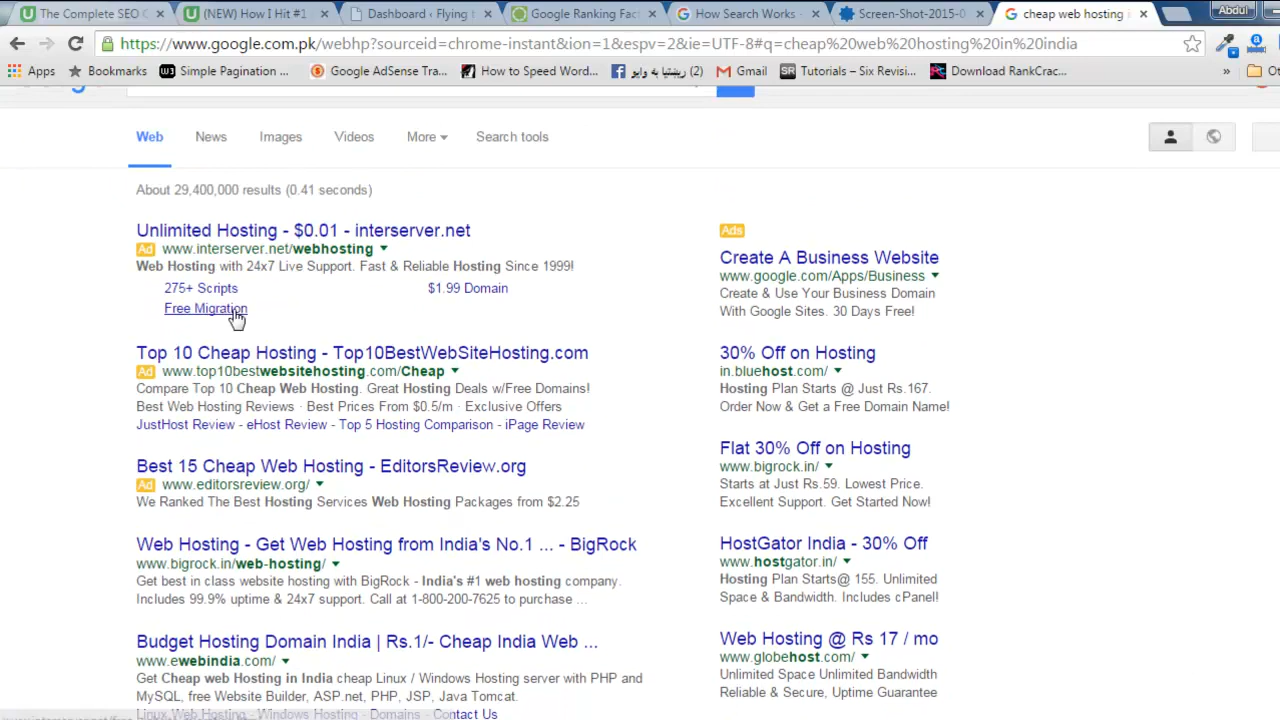 The Complete SEO C
(NEW) How I Hit #1
Dashboard ‹ Flying
Google Ranking Fac
How Search Works
Screen-Shot-2015-0
cheap web hosting i
Abdul
https://www.google.com.pk/webhp?sourceid=chrome-instant&ion=1&espv=2&ie=UTF-8#q=cheap%20web%20hosting%20in%20india
Apps
Bookmarks
Simple Pagination ...
Google AdSense Tra...
How to Speed Word...
(2) ريښتيا به وايو
Gmail
Tutorials – Six Revisi...
Download RankCrac...
»
Ot
Web
News
Images
Videos
More
Search tools
About 29,400,000 results (0.41 seconds)
Unlimited Hosting - $0.01 - interserver.net
Ad www.interserver.net/webhosting
Web Hosting with 24x7 Live Support. Fast & Reliable Hosting Since 1999!
275+ Scripts
$1.99 Domain
Free Migration
Top 10 Cheap Hosting - Top10BestWebSiteHosting.com
Ad www.top10bestwebsitehosting.com/Cheap
Compare Top 10 Cheap Web Hosting. Great Hosting Deals w/Free Domains!
Best Web Hosting Reviews · Best Prices From $0.5/m · Exclusive Offers
JustHost Review - eHost Review - Top 5 Hosting Comparison - iPage Review
Best 15 Cheap Web Hosting - EditorsReview.org
Ad www.editorsreview.org/
We Ranked The Best Hosting Services Web Hosting Packages from $2.25
Web Hosting - Get Web Hosting from India's No.1 ... - BigRock
www.bigrock.in/web-hosting/
Get best in class website hosting with BigRock - India's #1 web hosting company.
Includes 99.9% uptime & 24x7 support. Call at 1-800-200-7625 to purchase ...
Budget Hosting Domain India | Rs.1/- Cheap India Web ...
www.ewebindia.com/
Get Cheap web Hosting in India cheap Linux / Windows Hosting server with PHP and
MySQL, free Website Builder, ASP.net, PHP, JSP, Java Tomcat.
Linux Web Hosting - Windows Hosting - Domains - Contact Us
Ads
Create A Business Website
www.google.com/Apps/Business
Create & Use Your Business Domain
With Google Sites. 30 Days Free!
30% Off on Hosting
in.bluehost.com/
Hosting Plan Starts @ Just Rs.167.
Order Now & Get a Free Domain Name!
Flat 30% Off on Hosting
www.bigrock.in/
Starts at Just Rs.59. Lowest Price.
Excellent Support. Get Started Now!
HostGator India - 30% Off
www.hostgator.in/
Hosting Plan Starts@ 155. Unlimited
Space & Bandwidth. Includes cPanel!
Web Hosting @ Rs 17 / mo
www.globehost.com/
Unlimited Space Unlimited Bandwidth
Reliable & Secure, Uptime Guarantee